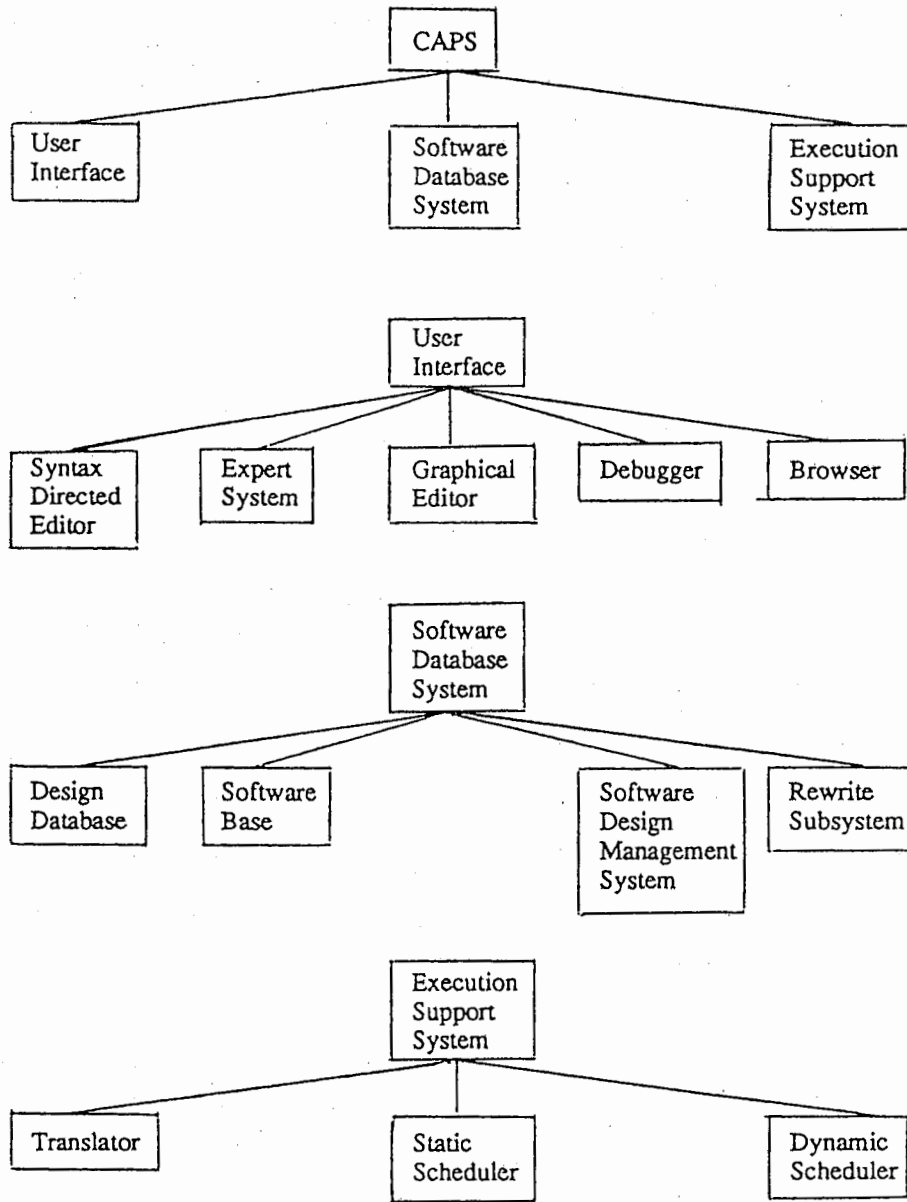 CAPS
User
Interface
Software
Database
System
Execution
Support
System
User
Interface
Syntax
Directed
Editor
Expert
System
Graphical
Editor
Debugger
Browser
Software
Database
System
Design
Database
Software
Base
Software
Design
Management
System
Rewrite
Subsystem
Execution
Support
System
Translator
Static
Scheduler
Dynamic
Scheduler